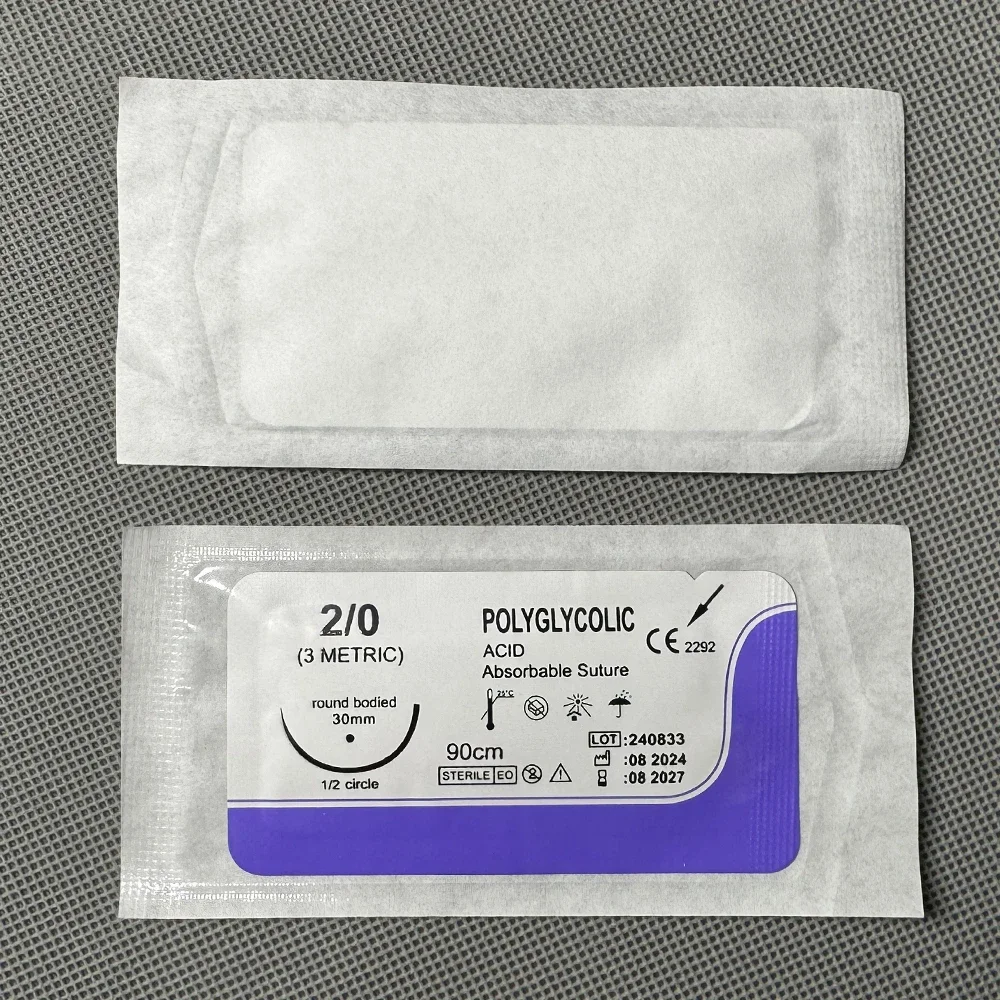 2/0
(3 METRIC)
round bodied
30mm
1/2 circle
POLYGLYCOLIC
ACID
Absorbable Suture
CE 2292
25°C
90cm
STERILE EO 2
LOT :240833
:08 2024
:08 2027